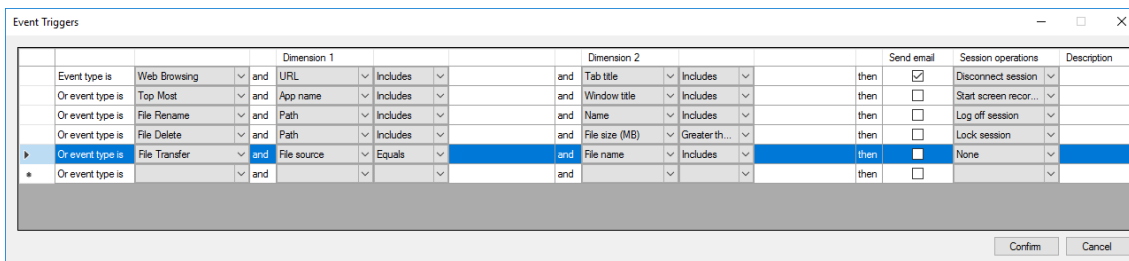 Event Triggers
Dimension 1 Dimension 2 Send email Session operations Description
Event type is Web Browsing and URL Includes and Tab title Includes then Disconnect session
Or event type is Top Most and App name Includes and Window title Includes then Start screen recor...
Or event type is File Rename and Path Includes and Name Includes then Log off session
Or event type is File Delete and Path Includes and File size (MB) Greater th... then Lock session
Or event type is File Transfer and File source Equals and File name Includes then None
Or event type is and and then
Confirm Cancel